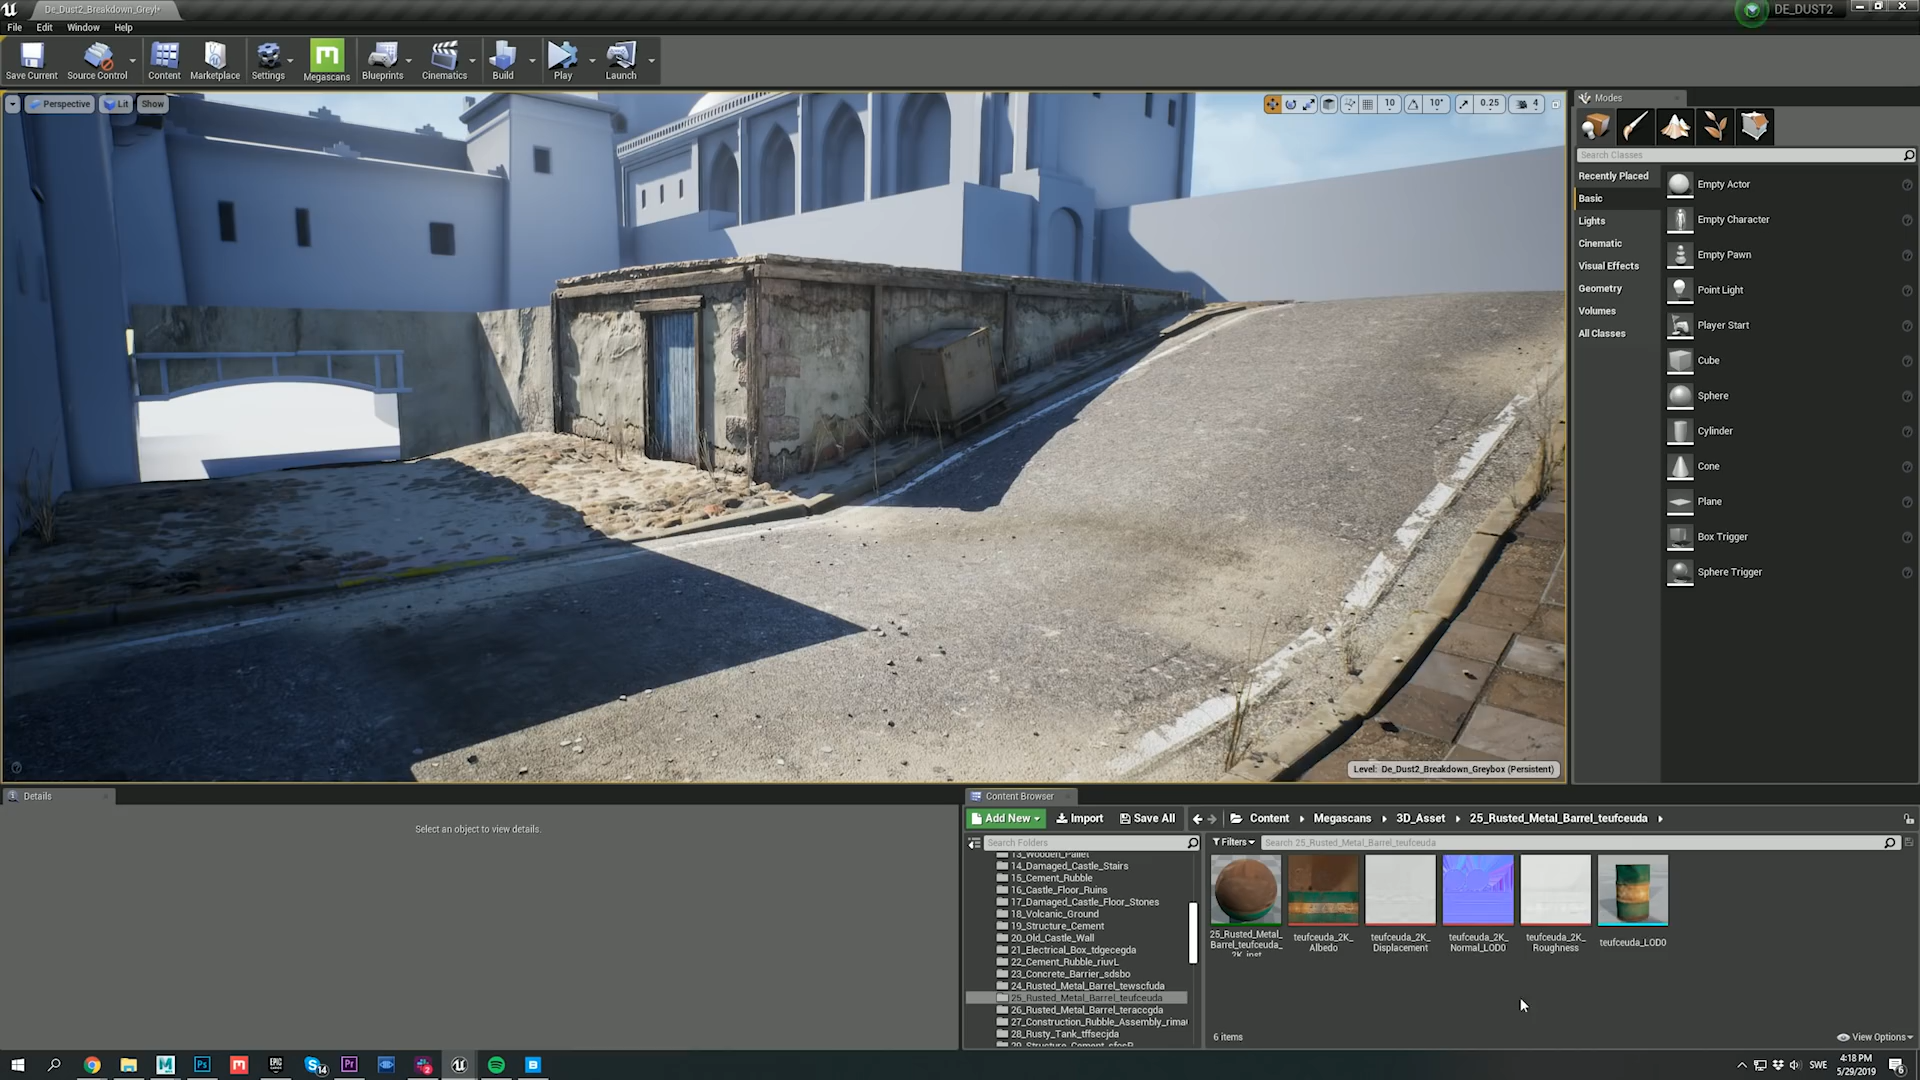 De_Dust2_Breakdown_Greyl*
DE_DUST2
File
Edit
Window
Help
Save Current
Source Control
Content
Marketplace
Settings
Megascans
Blueprints
Cinematics
Build
Play
Launch
Perspective
Lit
Show
10
10°
0.25
4
Modes
Search Classes
Recently Placed
Basic
Lights
Cinematic
Visual Effects
Geometry
Volumes
All Classes
Empty Actor
Empty Character
Empty Pawn
Point Light
Player Start
Cube
Sphere
Cylinder
Cone
Plane
Box Trigger
Sphere Trigger
Level: De_Dust2_Breakdown_Greybox (Persistent)
Details
Select an object to view details.
Content Browser
Add New
Import
Save All
Content
Megascans
3D_Asset
25_Rusted_Metal_Barrel_teufceuda
Search Folders
Filters
Search 25_Rusted_Metal_Barrel_teufceuda
13_Wooden_Pallet
14_Damaged_Castle_Stairs
15_Cement_Rubble
16_Castle_Floor_Ruins
17_Damaged_Castle_Floor_Stones
18_Volcanic_Ground
19_Structure_Cement
20_Old_Castle_Wall
21_Electrical_Box_tdgecegda
22_Cement_Rubble_riuvL
23_Concrete_Barrier_sdsbo
24_Rusted_Metal_Barrel_tewscfuda
25_Rusted_Metal_Barrel_teufceuda
26_Rusted_Metal_Barrel_teraccgda
27_Construction_Rubble_Assembly_rima
28_Rusty_Tank_tffsecjda
25_Rusted_Metal_
Barrel_teufceuda_
2K_inst
teufceuda_2K_
Albedo
teufceuda_2K_
Displacement
teufceuda_2K_
Normal_LOD0
teufceuda_2K_
Roughness
teufceuda_LOD0
6 items
View Options
SWE
4:18 PM
5/29/2019